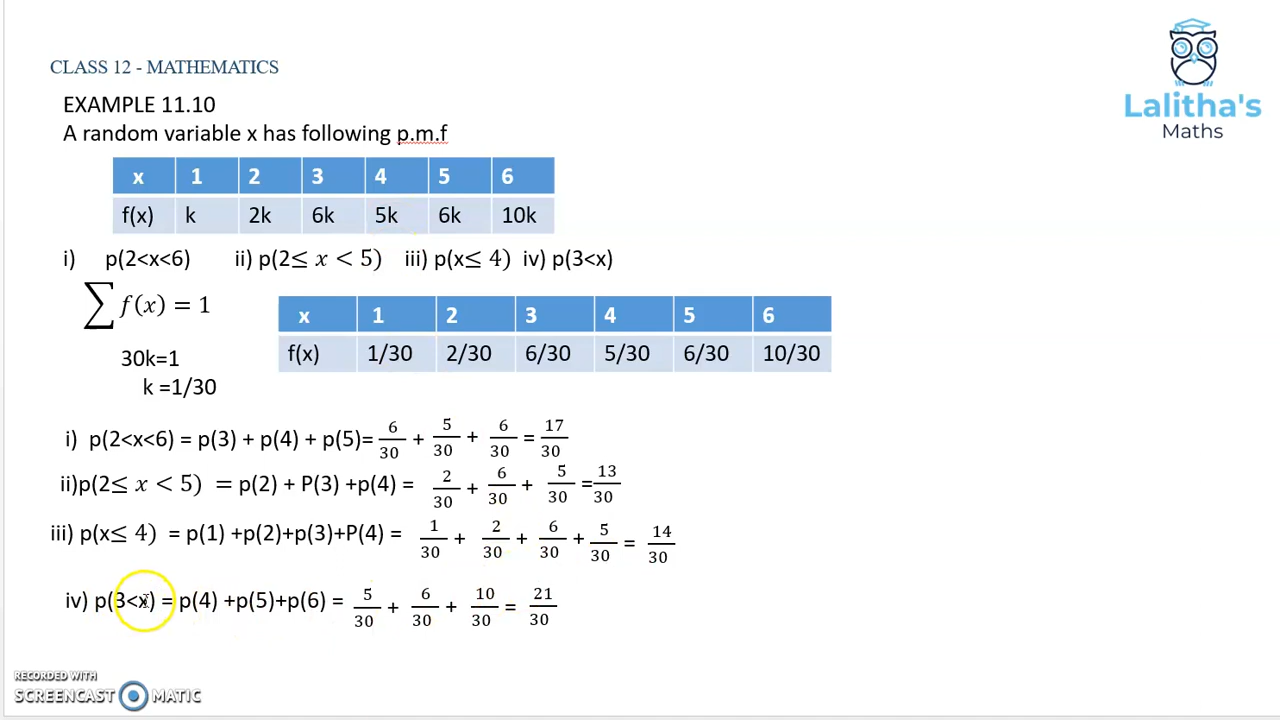 CLASS 12 - MATHEMATICS
Lalitha's
Maths
EXAMPLE 11.10
A random variable x has following p.m.f
x 1 2 3 4 5 6
f(x) k 2k 6k 5k 6k 10k
i) p(2<x<6) ii) p(2≤ x < 5) iii) p(x≤ 4) iv) p(3<x)
∑ f(x) = 1
30k=1
k =1/30
x 1 2 3 4 5 6
f(x) 1/30 2/30 6/30 5/30 6/30 10/30
i) p(2<x<6) = p(3) + p(4) + p(5)= 6/30 + 5/30 + 6/30 = 17/30
ii)p(2≤ x < 5) = p(2) + P(3) +p(4) = 2/30 + 6/30 + 5/30 =13/30
iii) p(x≤ 4) = p(1) +p(2)+p(3)+P(4) = 1/30 + 2/30 + 6/30 + 5/30 = 14/30
iv) p(3<x) = p(4) +p(5)+p(6) = 5/30 + 6/30 + 10/30 = 21/30
RECORDED WITH
SCREENCAST MATIC